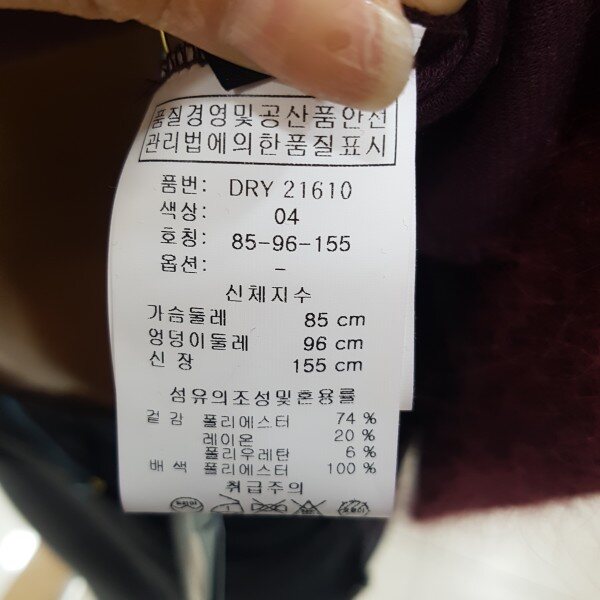 품질경영및공산품안전
관리법에의한품질표시
품번: DRY 21610
색상: 04
호칭: 85-96-155
옵션: -
신체지수
가슴둘레 85 cm
엉덩이둘레 96 cm
신 장 155 cm
섬유의조성및혼용률
겉 감 폴리에스터 74 %
레이온 20 %
폴리우레탄 6 %
배 색 폴리에스터 100 %
취급주의